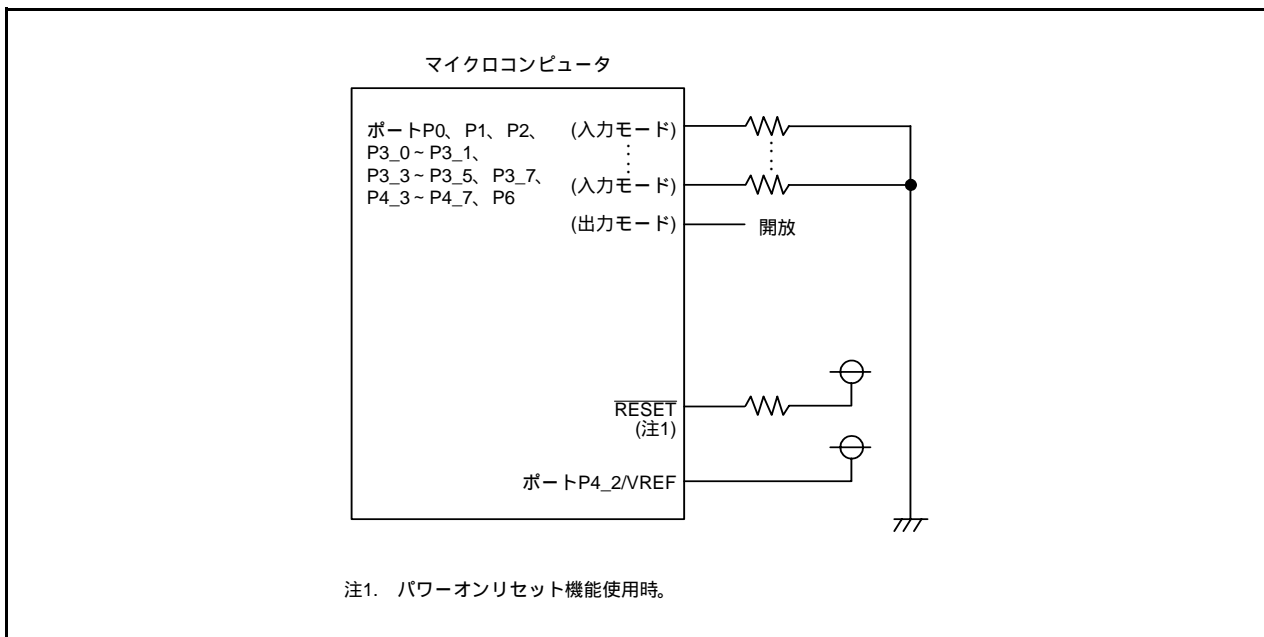 マイクロコンピュータ
ポートP0、P1、P2、 (入力モード)
P3_0~P3_1、
P3_3~P3_5、P3_7、 (入力モード)
P4_3~P4_7、P6
(出力モード) 開放
RESET
(注1)
ポートP4_2/VREF
注1. パワーオンリセット機能使用時。